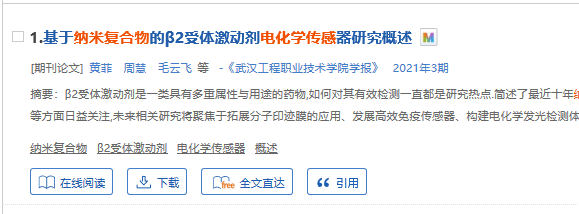 1.基于纳米复合物的β2受体激动剂电化学传感器研究概述 M
[期刊论文] 黄菲 周慧 毛云飞 等 -《武汉工程职业技术学院学报》 2021年3期
摘要：β2受体激动剂是一类具有多重属性与用途的药物,如何对其有效检测一直都是研究热点.简述了最近十年
等方面日益关注,未来相关研究将聚焦于拓展分子印迹膜的应用、发展高效免疫传感器、构建电化学发光检测体
纳米复合物 β2受体激动剂 电化学传感器 概述
在线阅读 下载 free 全文直达 引用